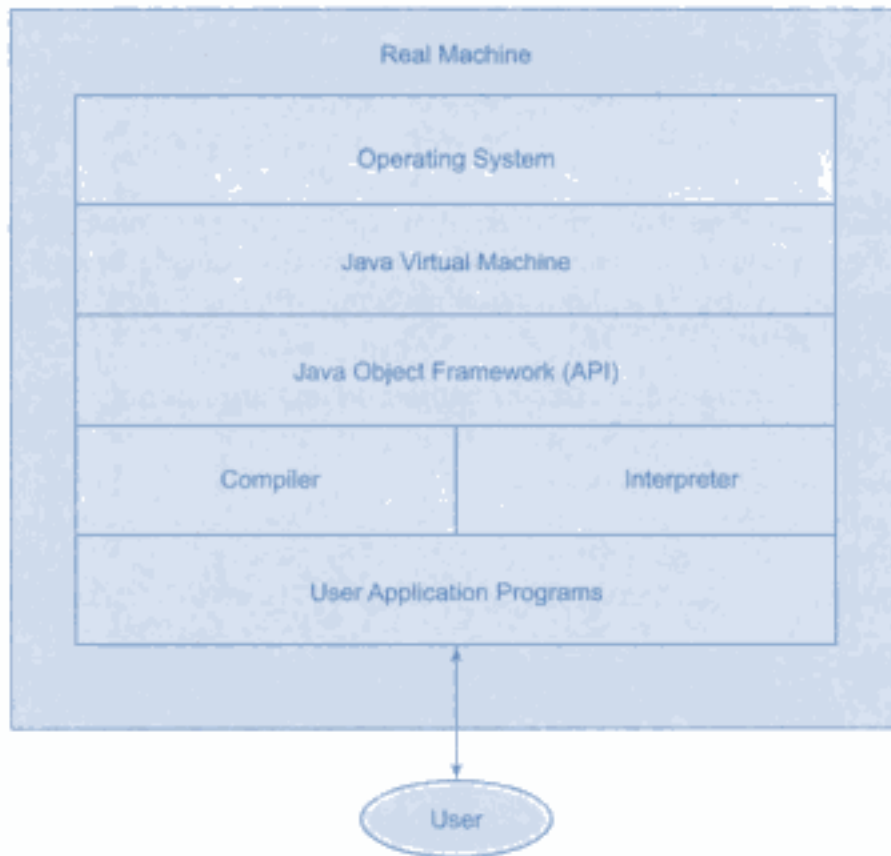 Real Machine
Operating System
Java Virtual Machine
Java Object Framework (API)
Compiler Interpreter
User Application Programs
User